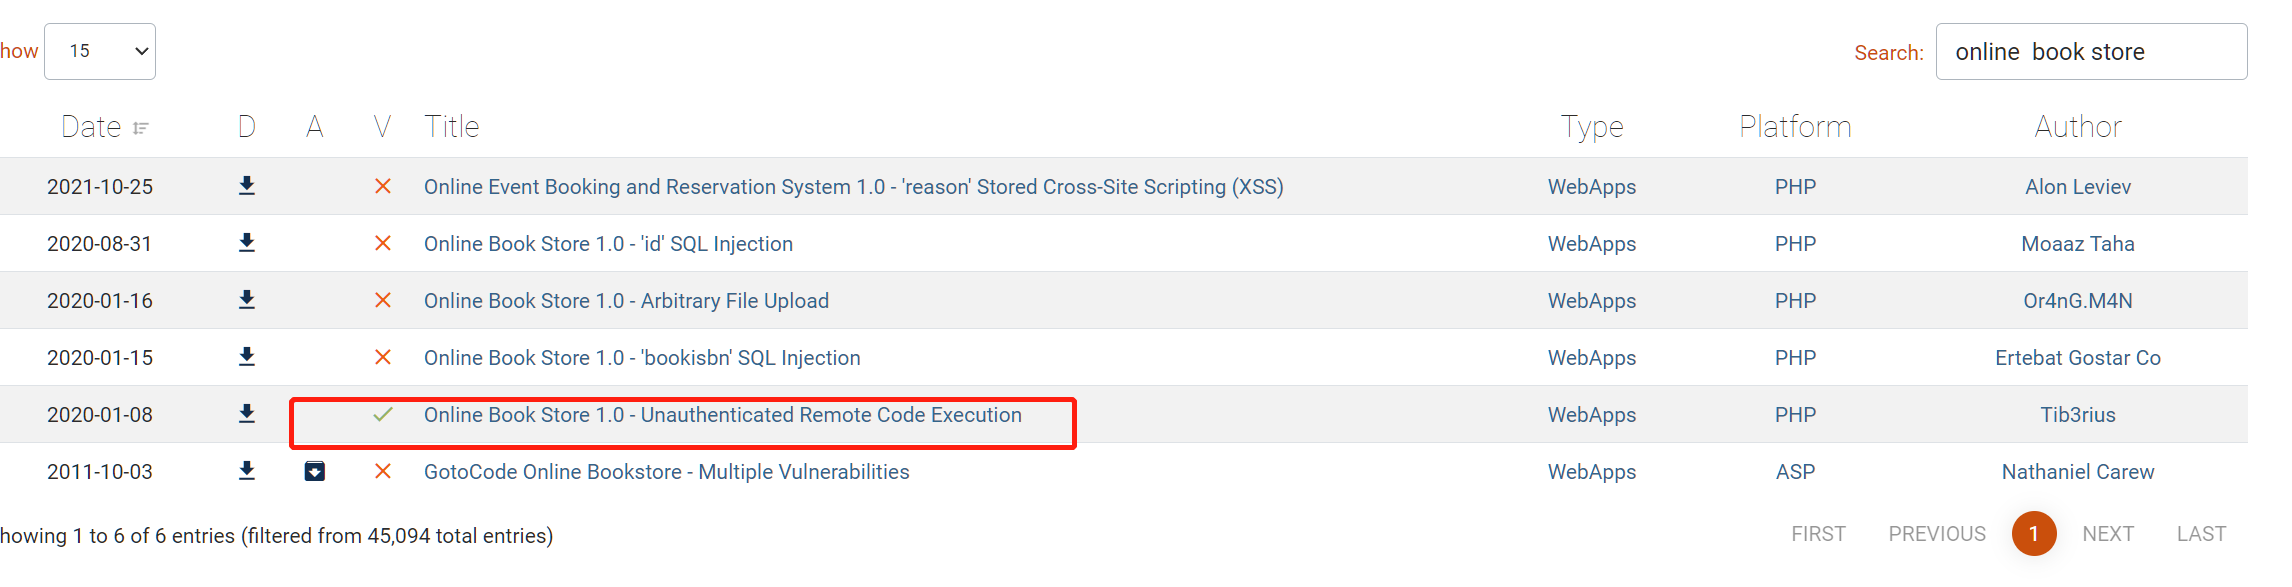 how 15 Search: online  book store
Date D A V Title Type Platform Author
2021-10-25 Online Event Booking and Reservation System 1.0 - 'reason' Stored Cross-Site Scripting (XSS) WebApps PHP Alon Leviev
2020-08-31 Online Book Store 1.0 - 'id' SQL Injection WebApps PHP Moaaz Taha
2020-01-16 Online Book Store 1.0 - Arbitrary File Upload WebApps PHP Or4nG.M4N
2020-01-15 Online Book Store 1.0 - 'bookisbn' SQL Injection WebApps PHP Ertebat Gostar Co
2020-01-08 Online Book Store 1.0 - Unauthenticated Remote Code Execution WebApps PHP Tib3rius
2011-10-03 GotoCode Online Bookstore - Multiple Vulnerabilities WebApps ASP Nathaniel Carew
howing 1 to 6 of 6 entries (filtered from 45,094 total entries) FIRST PREVIOUS 1 NEXT LAST